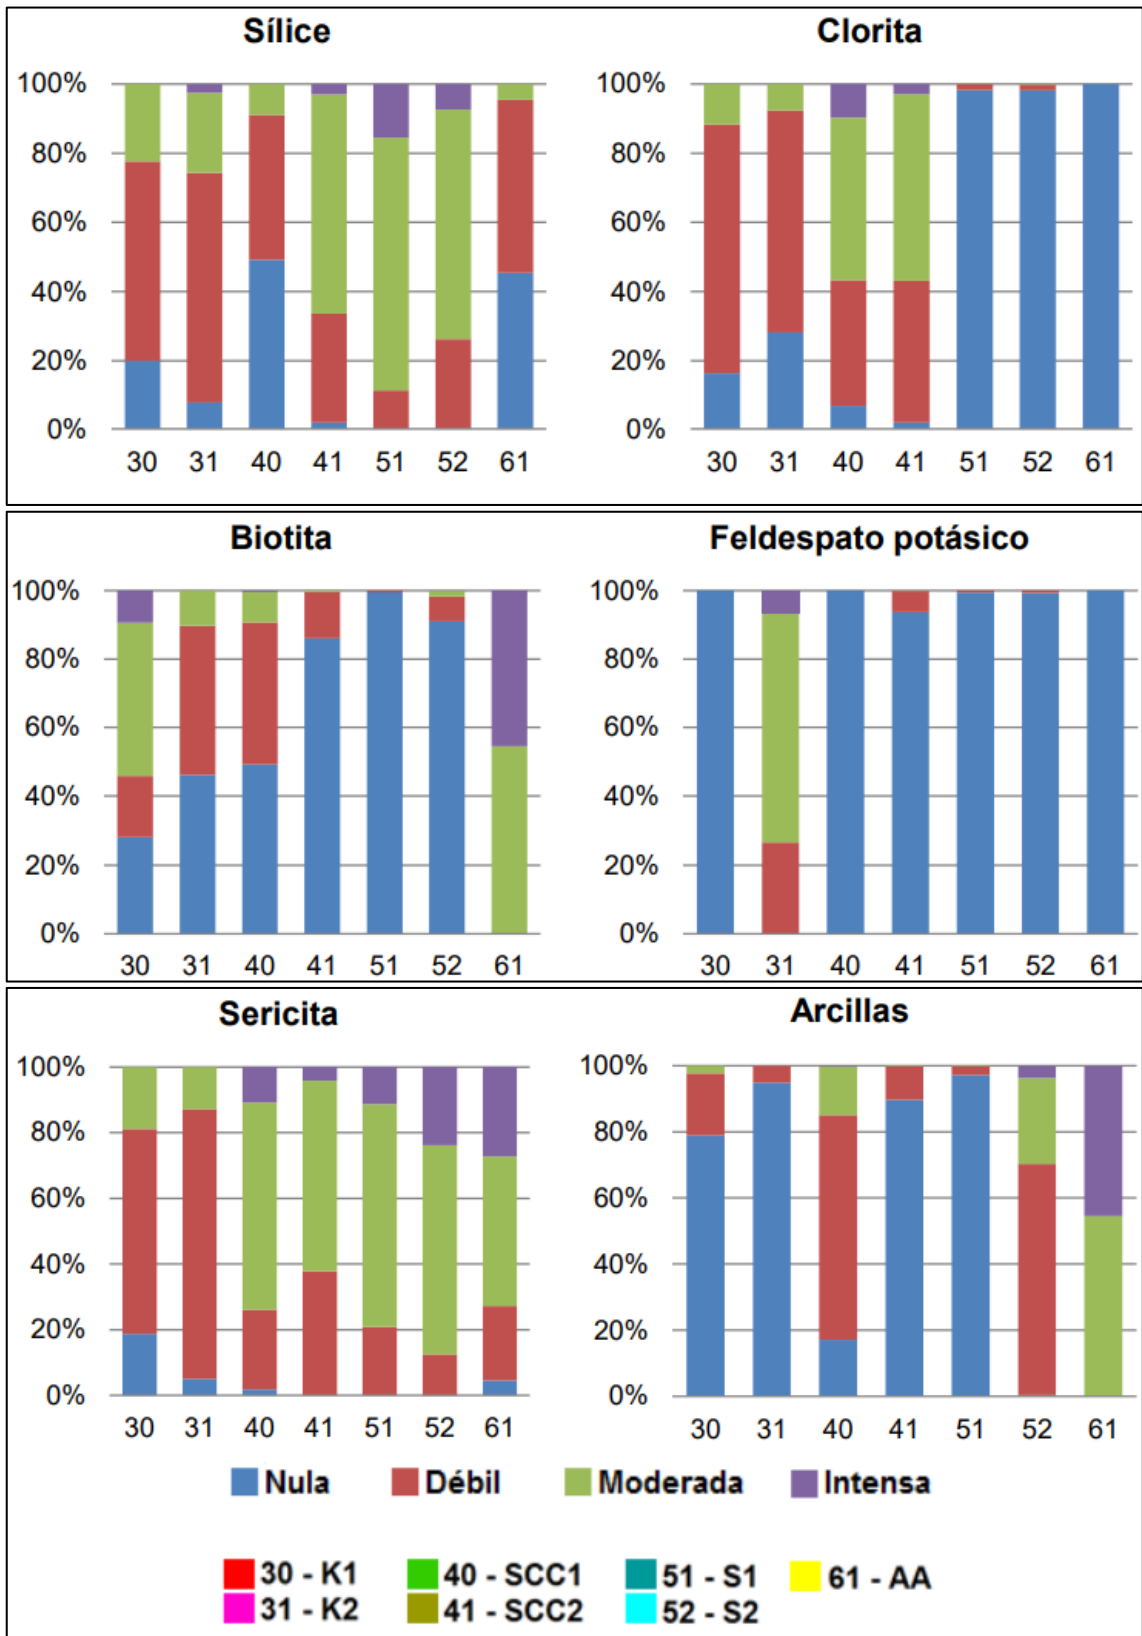 Sílice
Clorita
100%
80%
60%
40%
20%
0%
30 31 40 41 51 52 61
100%
80%
60%
40%
20%
0%
30 31 40 41 51 52 61
Biotita
Feldespato potásico
100%
80%
60%
40%
20%
0%
30 31 40 41 51 52 61
100%
80%
60%
40%
20%
0%
30 31 40 41 51 52 61
Sericita
Arcillas
100%
80%
60%
40%
20%
0%
30 31 40 41 51 52 61
100%
80%
60%
40%
20%
0%
30 31 40 41 51 52 61
Nula Débil Moderada Intensa
30 - K1 40 - SCC1 51 - S1 61 - AA
31 - K2 41 - SCC2 52 - S2